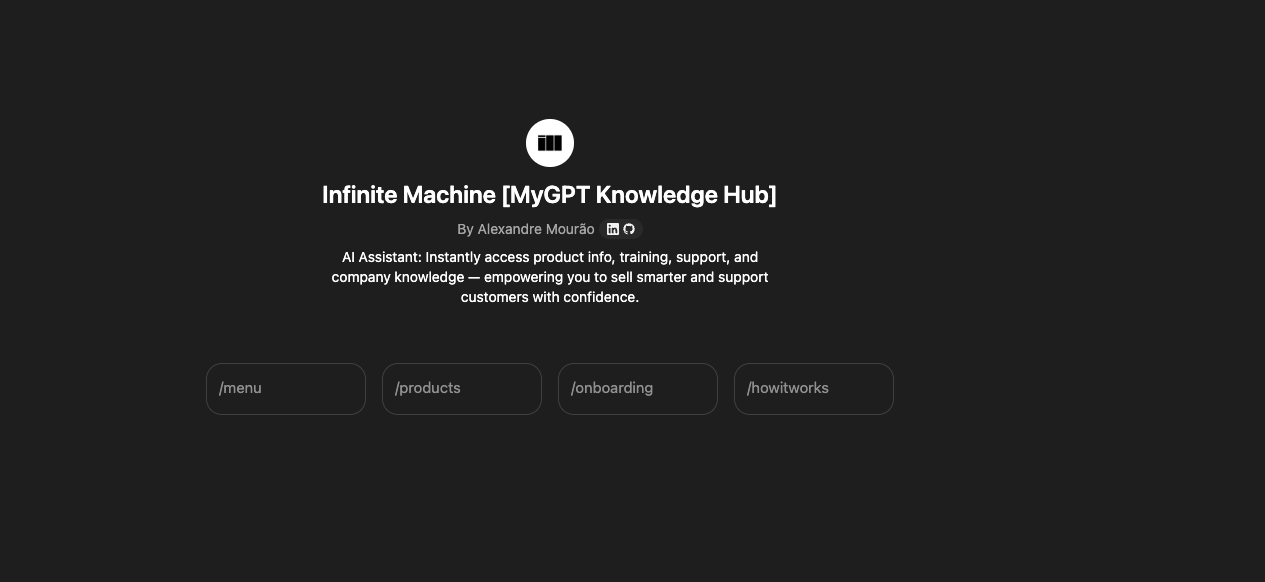 Infinite Machine [MyGPT Knowledge Hub]
By Alexandre Mourão
AI Assistant: Instantly access product info, training, support, and
company knowledge — empowering you to sell smarter and support
customers with confidence.
/menu
/products
/onboarding
/howitworks